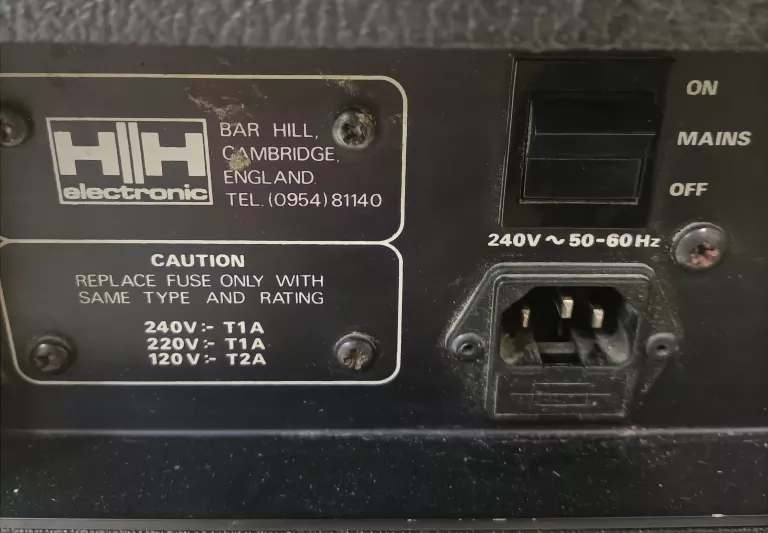 HH
electronic
BAR HILL,
CAMBRIDGE,
ENGLAND.
TEL.(0954)81140
CAUTION
REPLACE FUSE ONLY WITH
SAME TYPE AND RATING
240V:- T1A
220V:- T1A
120V:- T2A
ON
MAINS
OFF
240V ~ 50-60Hz